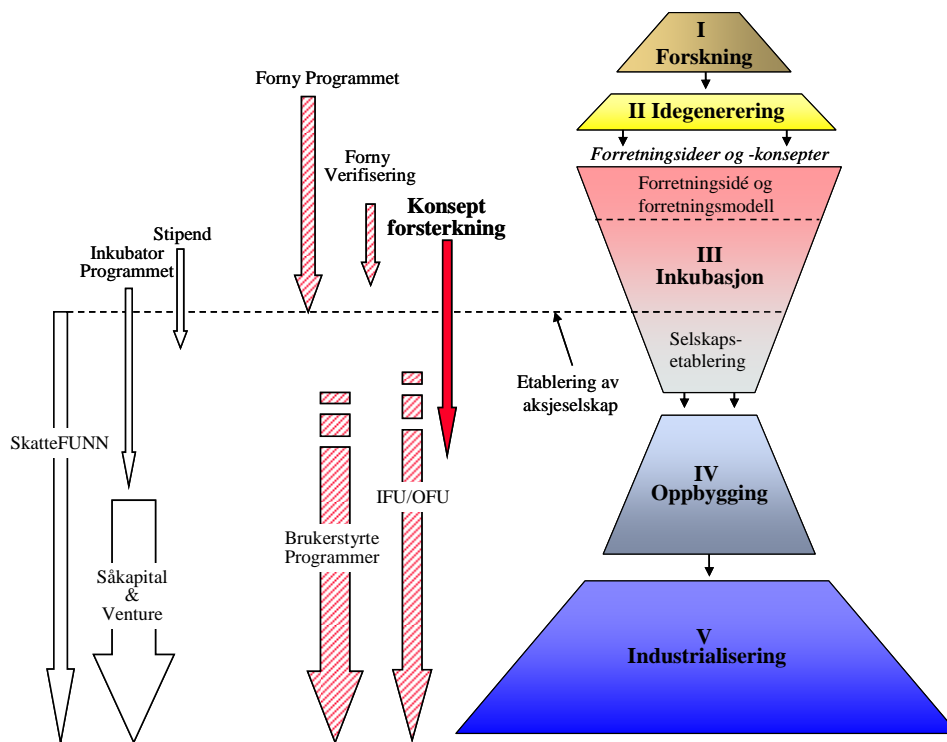 I
Forskning
Forny Programmet
II Idegenerering
Forny
Verifisering
Forretningsideer og -konsepter
Forretningsidé og
forretningsmodell
Konsept
forsterkning
Stipend
Inkubator
Programmet
III
Inkubasjon
Selskaps-
etablering
Etablering av
aksjeselskap
SkatteFUNN
IV
Oppbygging
IFU/OFU
Brukerstyrte
Programmer
Såkapital
&
Venture
V
Industrialisering